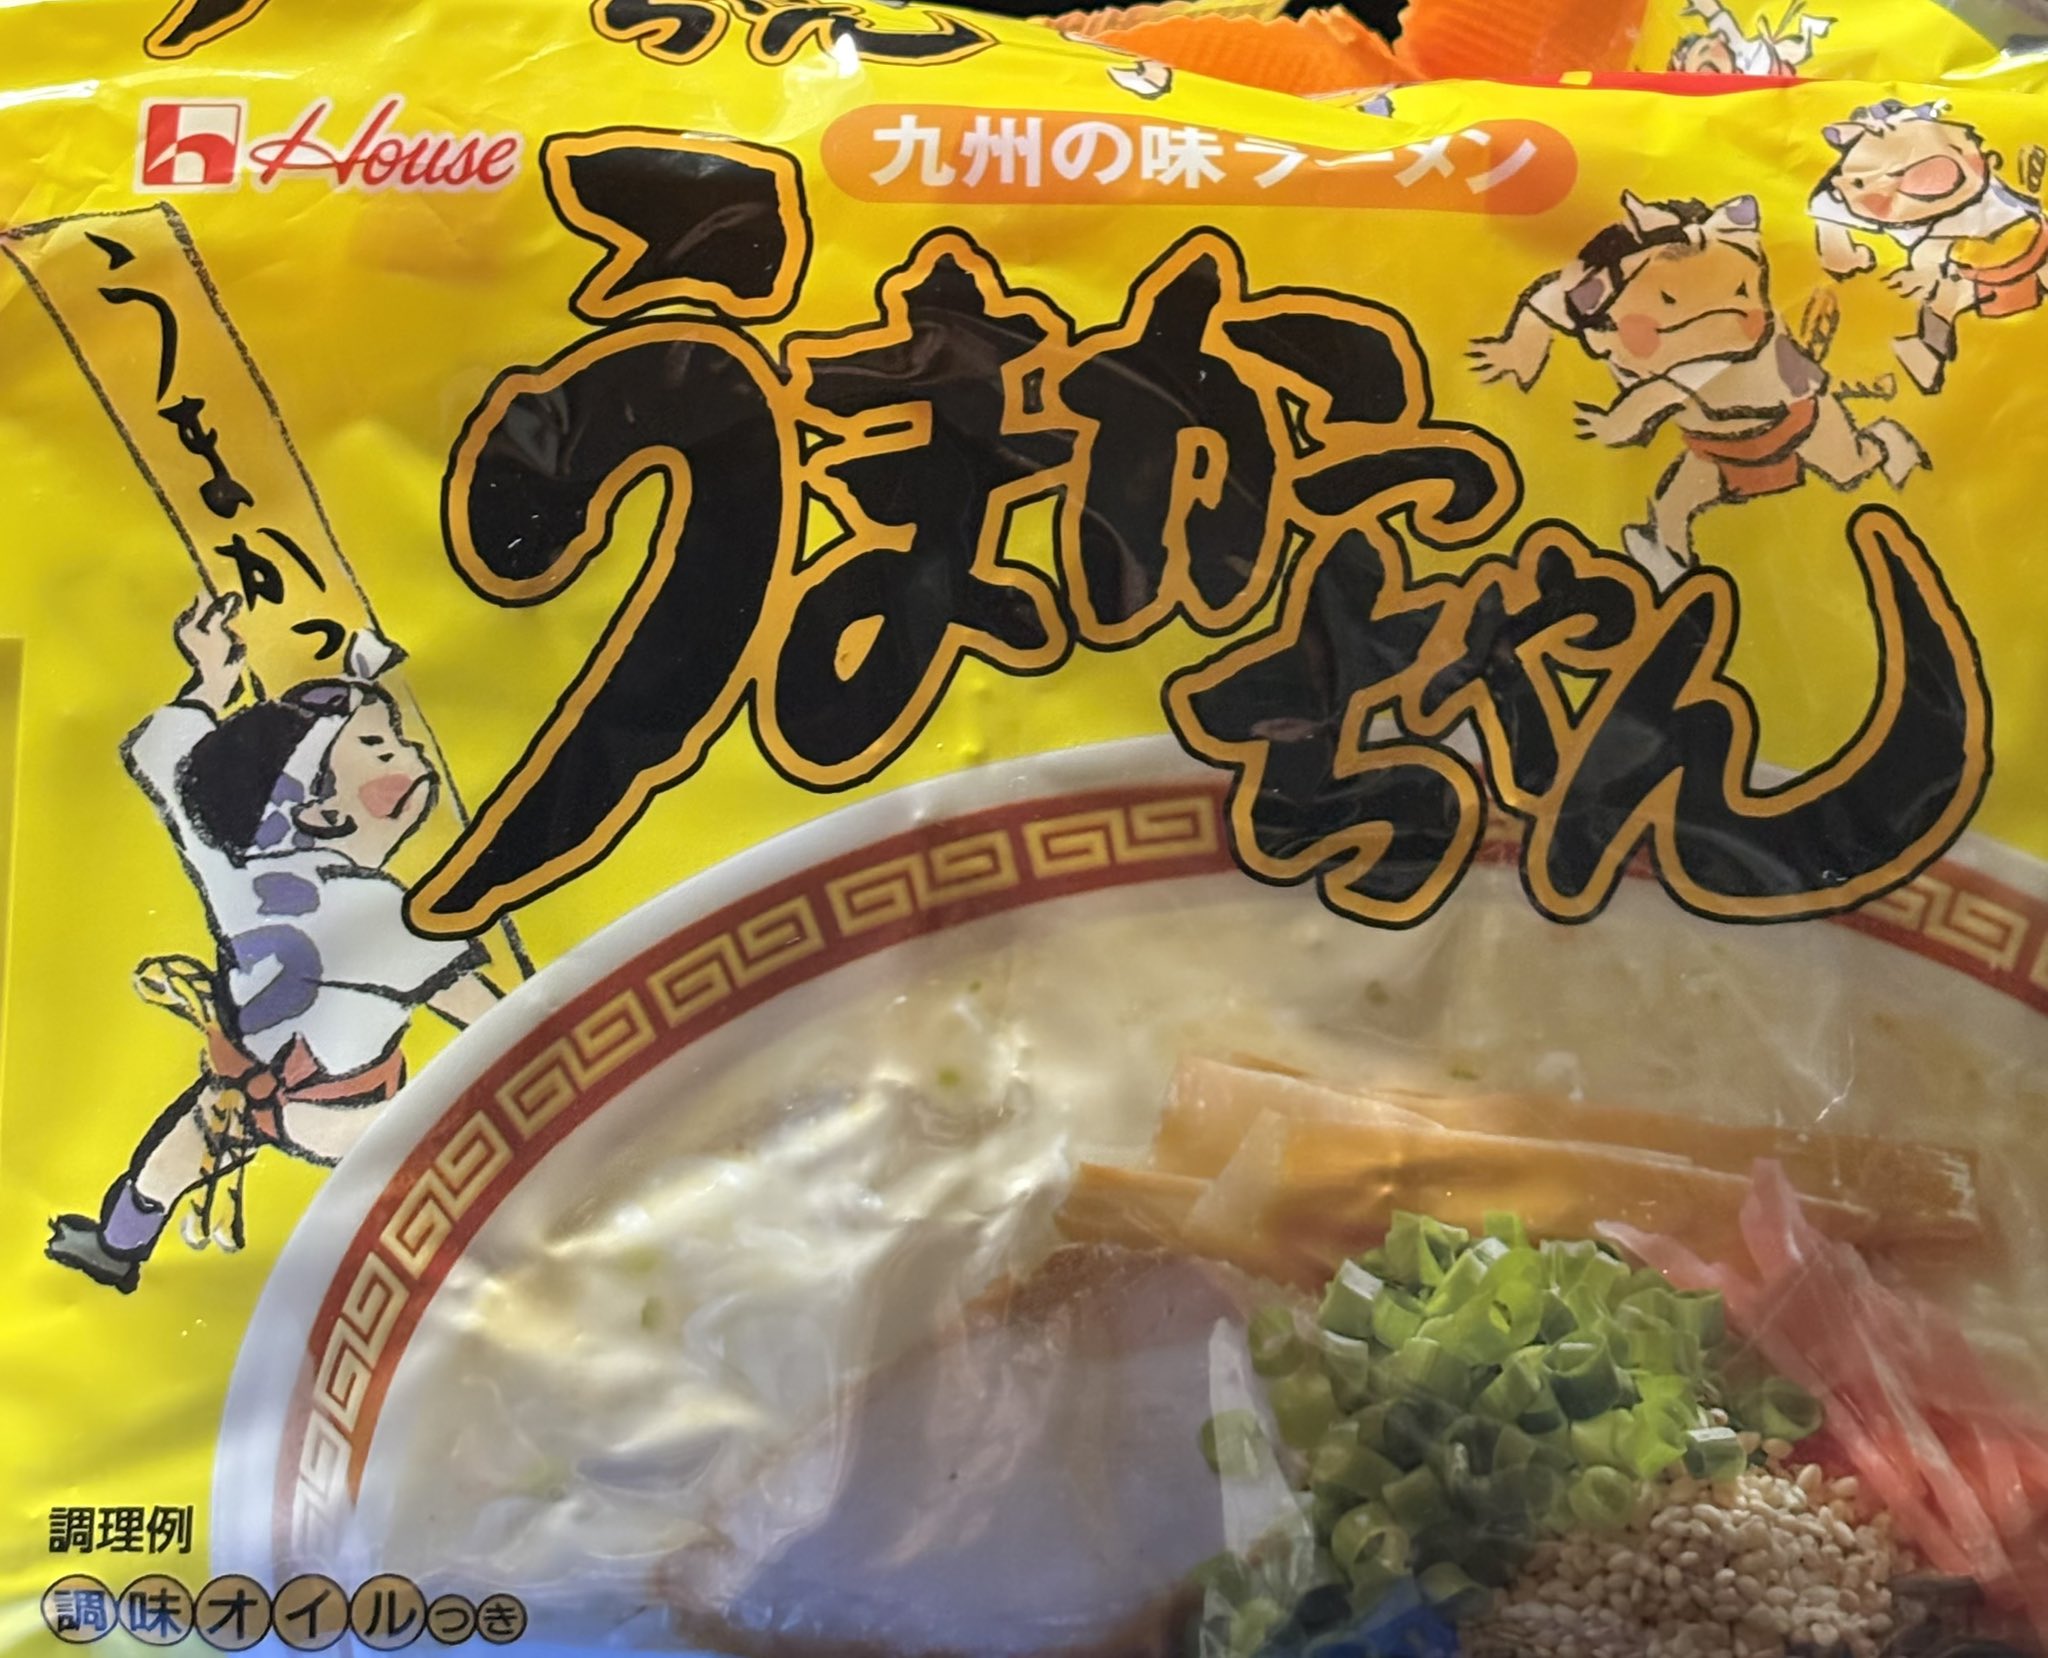 House
九州の味ラーメン
うまかっちゃん
うまかっ
調理例
調味オイルつき